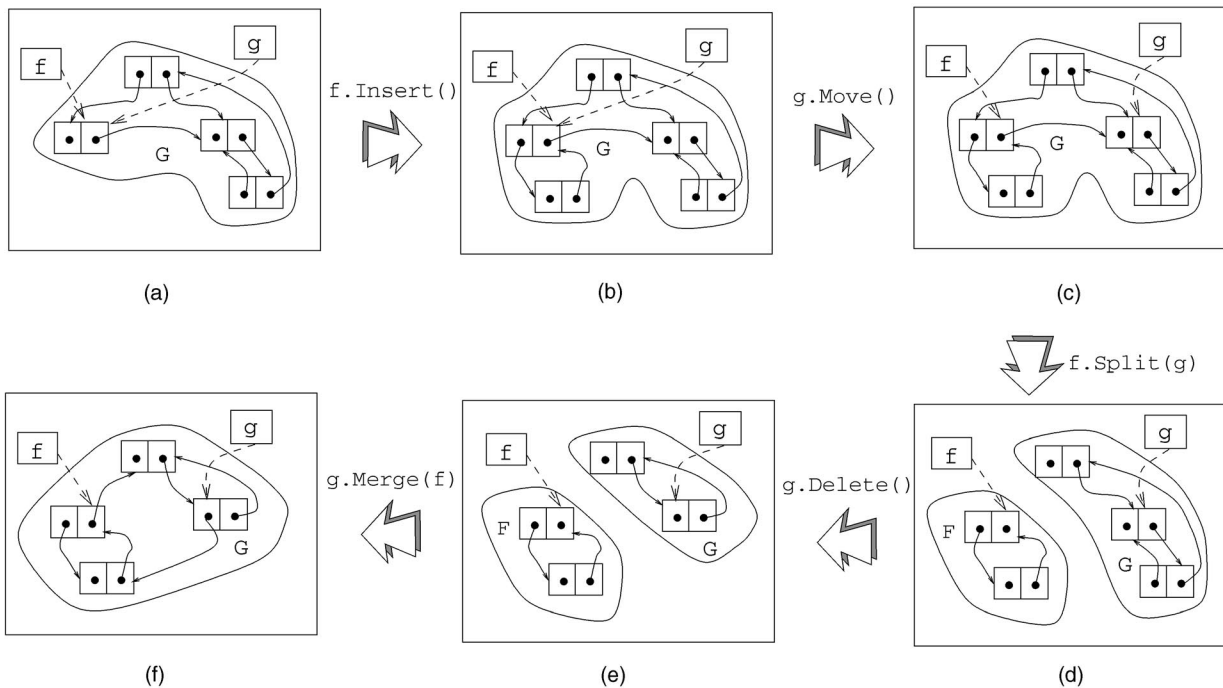 f
g
G
(a)
f.Insert()
f
g
G
(b)
g.Move()
f
g
G
(c)
f.Split(g)
f
g
G
(f)
g.Merge(f)
f
g
F
G
(e)
g.Delete()
f
g
F
G
(d)